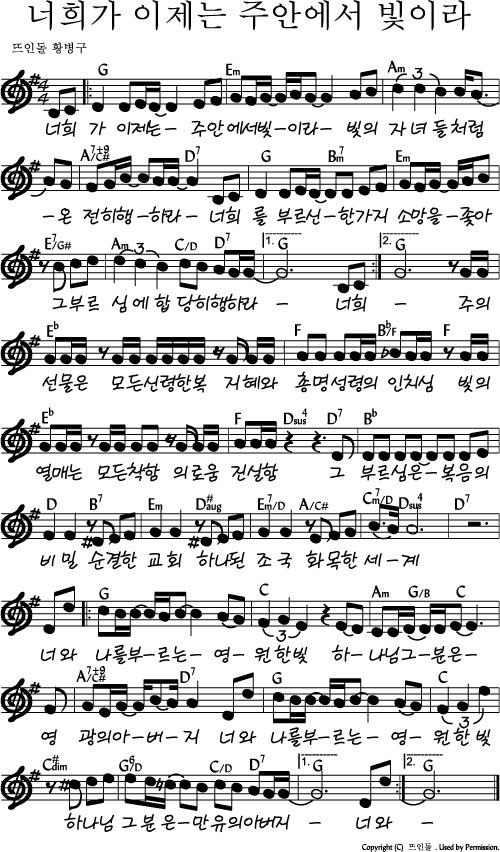 너희가 이제는 주안에서 빛이라
뜨인돌 황병구
G Em Am
너희 가 이제는- 주안에서빛-이라- 빛의 자녀 들처럼
A7+9/C# D7 G Bm7 Em
-온 전히행-하라- 너희 를 부르신-한가지 소망을-좇아
E7/G# Am C/D D7 1. G 2. G
그부르 심에합 당히행하라- 너희 - 주의
Eb F Bb/F F
선물은 모든신령한복 지혜와 총명성령의 인치심 빛의
Eb F Dsus4 D7 Bb
열매는 모든착함 의로움 진실함 그 부르심은-복음의
D B7 Em D#aug Em7/D A/C# Cm7/D Dsus4 D7
비밀 순결한 교회 하나된 조국 화목한 세-계
G C Am G/B C
너와 나를부-르는- 영- 원한빛 하-나님그-분은-
A7+9/C# D7 G C
영 광의아-버-지 너와 나를부-르는- 영- 원한빛
C#dim G6/D C/D D7 1. G 2. G
하나님 그분 은-만유의아버지- 너와-
Copyright (C) 뜨인돌 . Used by Permission.